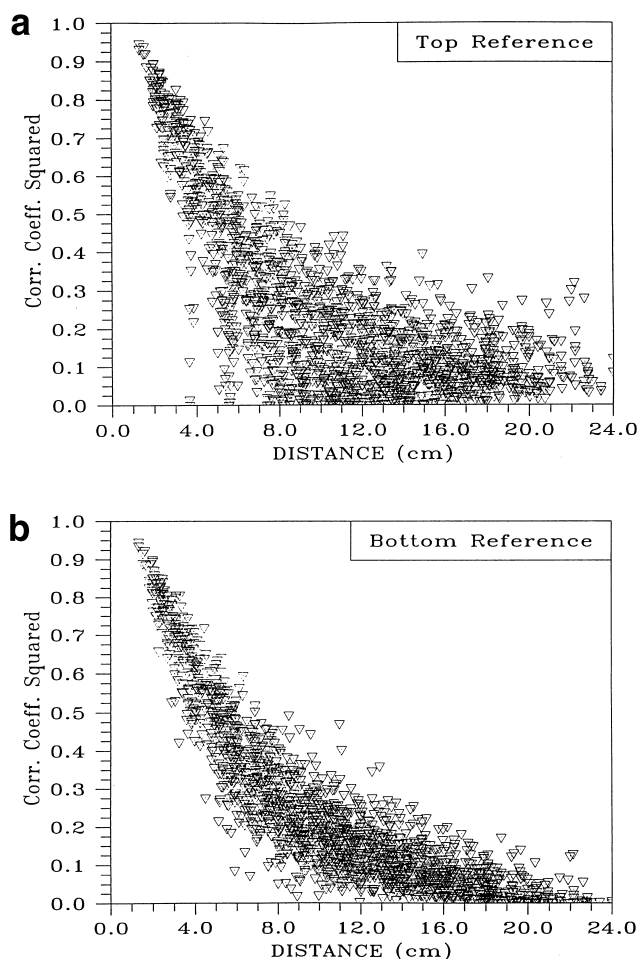 a
Top Reference
1.0
0.9
0.8
0.7
0.6
0.5
0.4
0.3
0.2
0.1
0.0
Corr. Coeff. Squared
0.0 4.0 8.0 12.0 16.0 20.0 24.0
DISTANCE (cm)
b
Bottom Reference
1.0
0.9
0.8
0.7
0.6
0.5
0.4
0.3
0.2
0.1
0.0
Corr. Coeff. Squared
0.0 4.0 8.0 12.0 16.0 20.0 24.0
DISTANCE (cm)